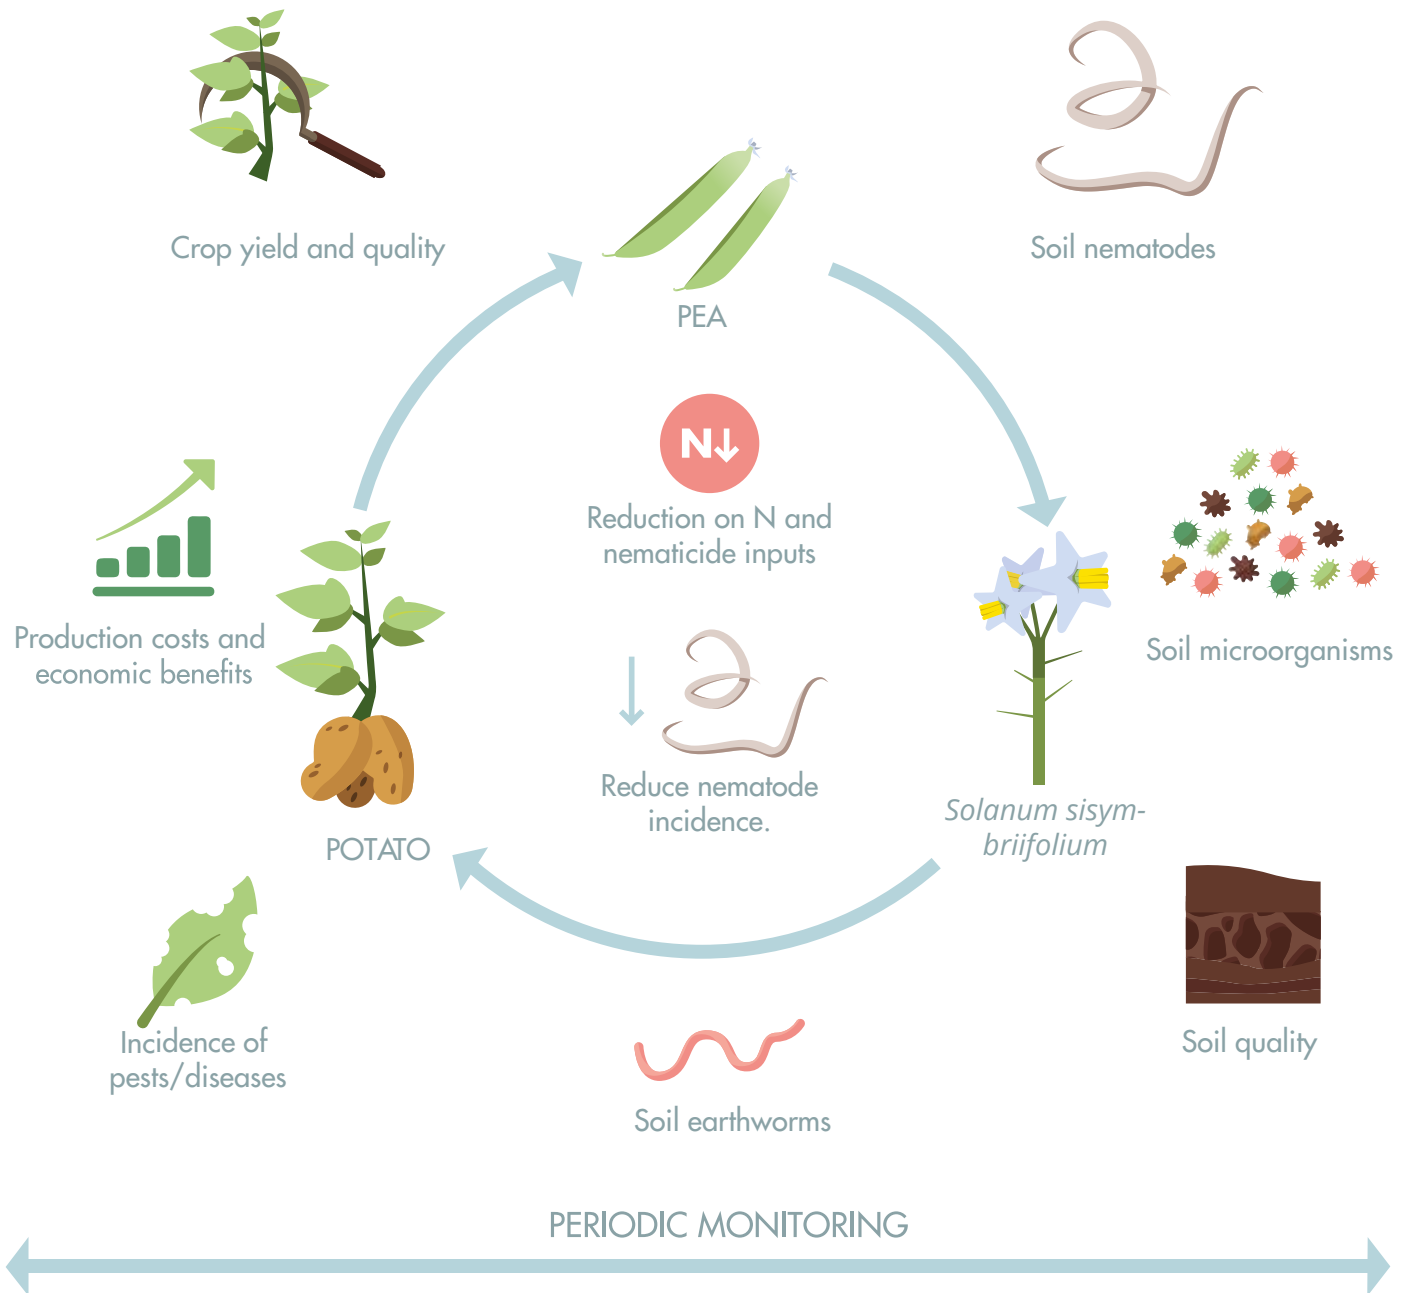 Crop yield and quality
Soil nematodes
PEA
N↓
Reduction on N and
nematicide inputs
Production costs and
economic benefits
Soil microorganisms
Reduce nematode
incidence.
Solanum sisym-
briifolium
POTATO
Incidence of
pests/diseases
Soil quality
Soil earthworms
PERIODIC MONITORING